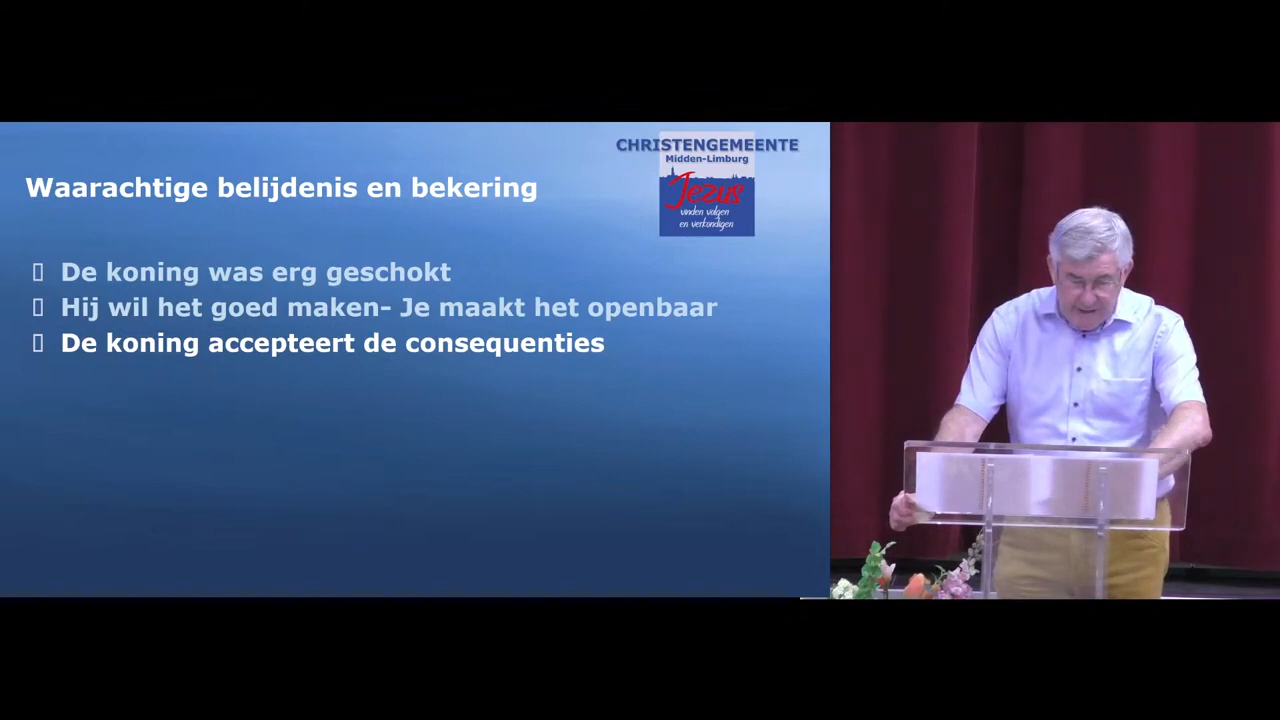 CHRISTENGEMEENTE
Midden-Limburg
Jezus
vinden volgen
en verkondigen
Waarachtige belijdenis en bekering
De koning was erg geschokt
Hij wil het goed maken- Je maakt het openbaar
De koning accepteert de consequenties